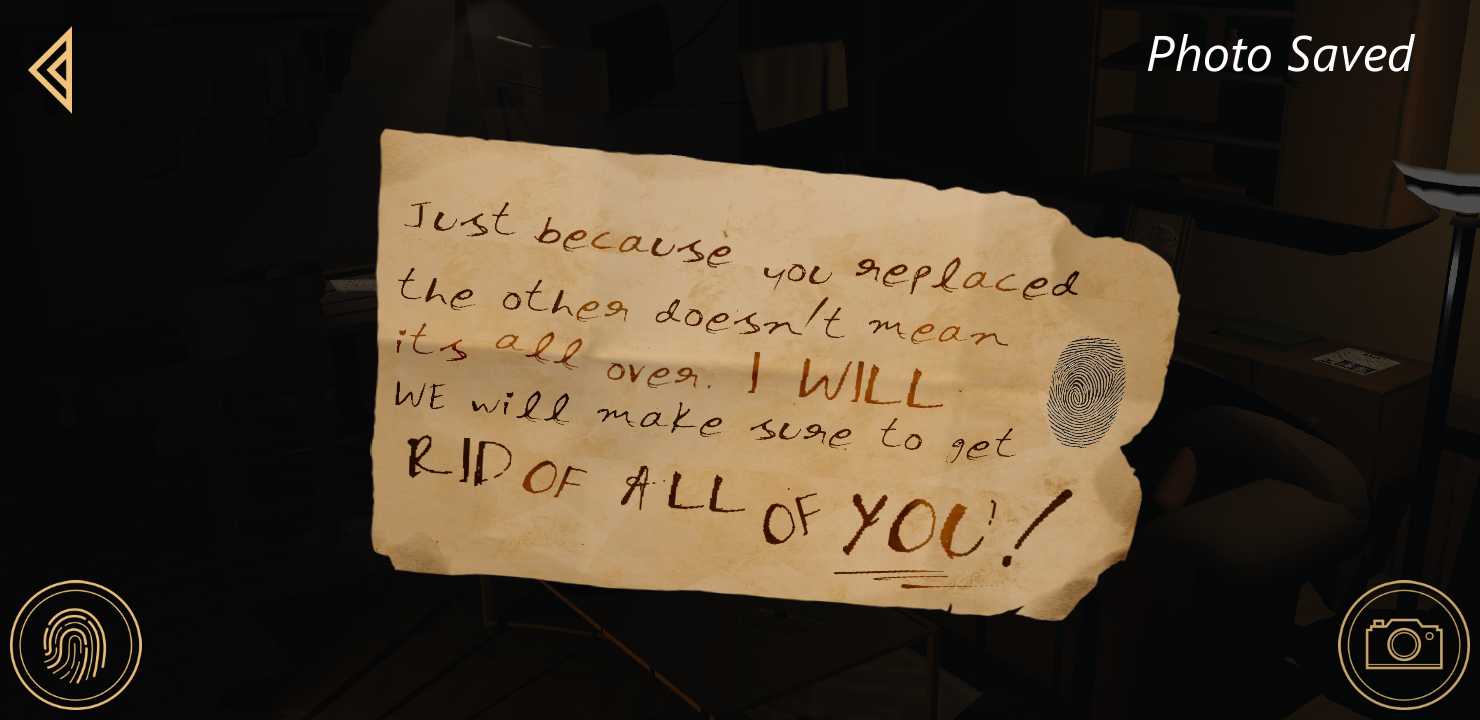 Photo Saved
Just because you replaced
the other doesn't mean
its all over. I WILL
WE will make sure to get
RID OF ALL OF YOU!